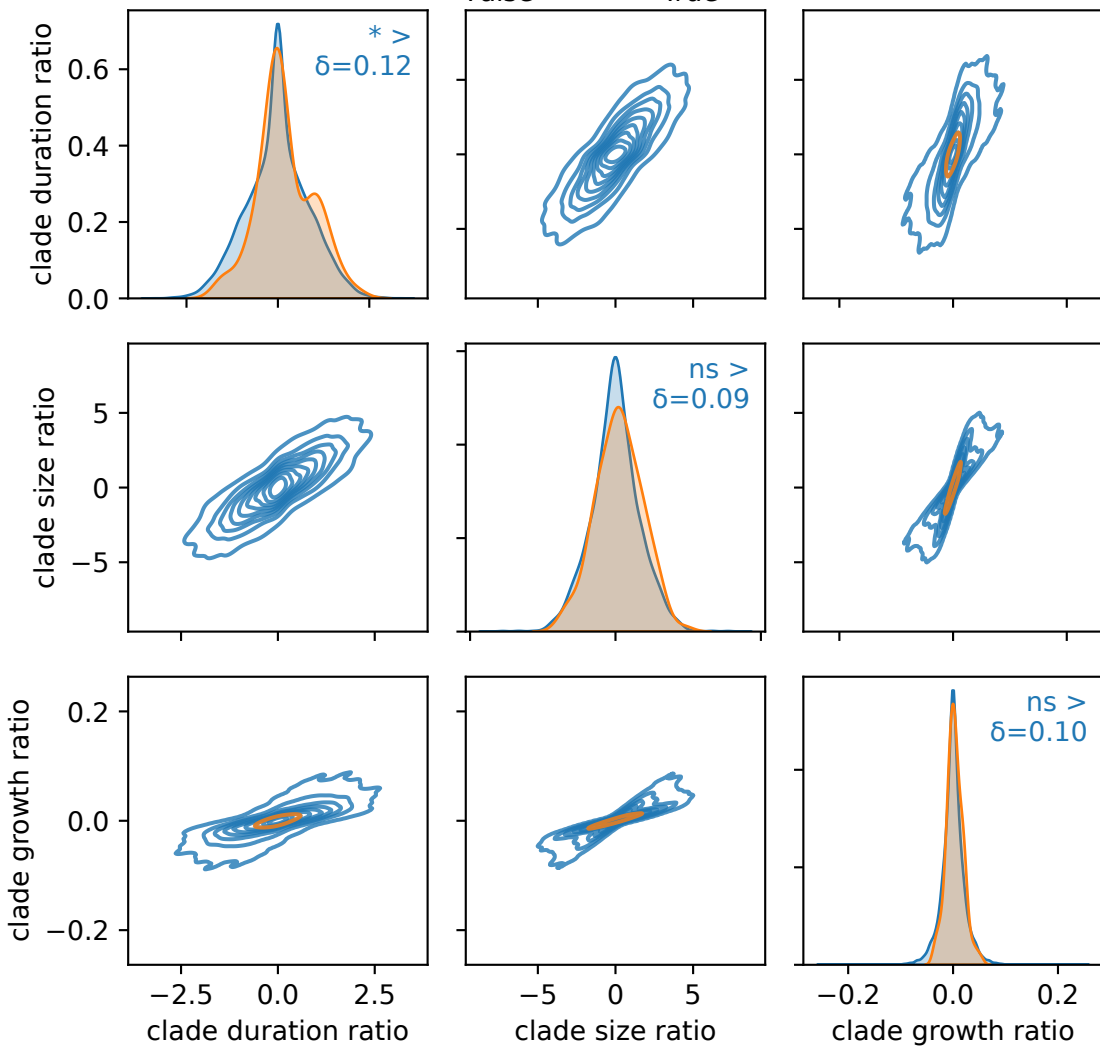 clade duration ratio
0.6
0.4
0.2
0.0
* >
δ=0.12
clade size ratio
5
0
−5
ns >
δ=0.09
clade growth ratio
0.2
0.0
−0.2
ns >
δ=0.10
−2.5 0.0 2.5
clade duration ratio
−5 0 5
clade size ratio
−0.2 0.0 0.2
clade growth ratio